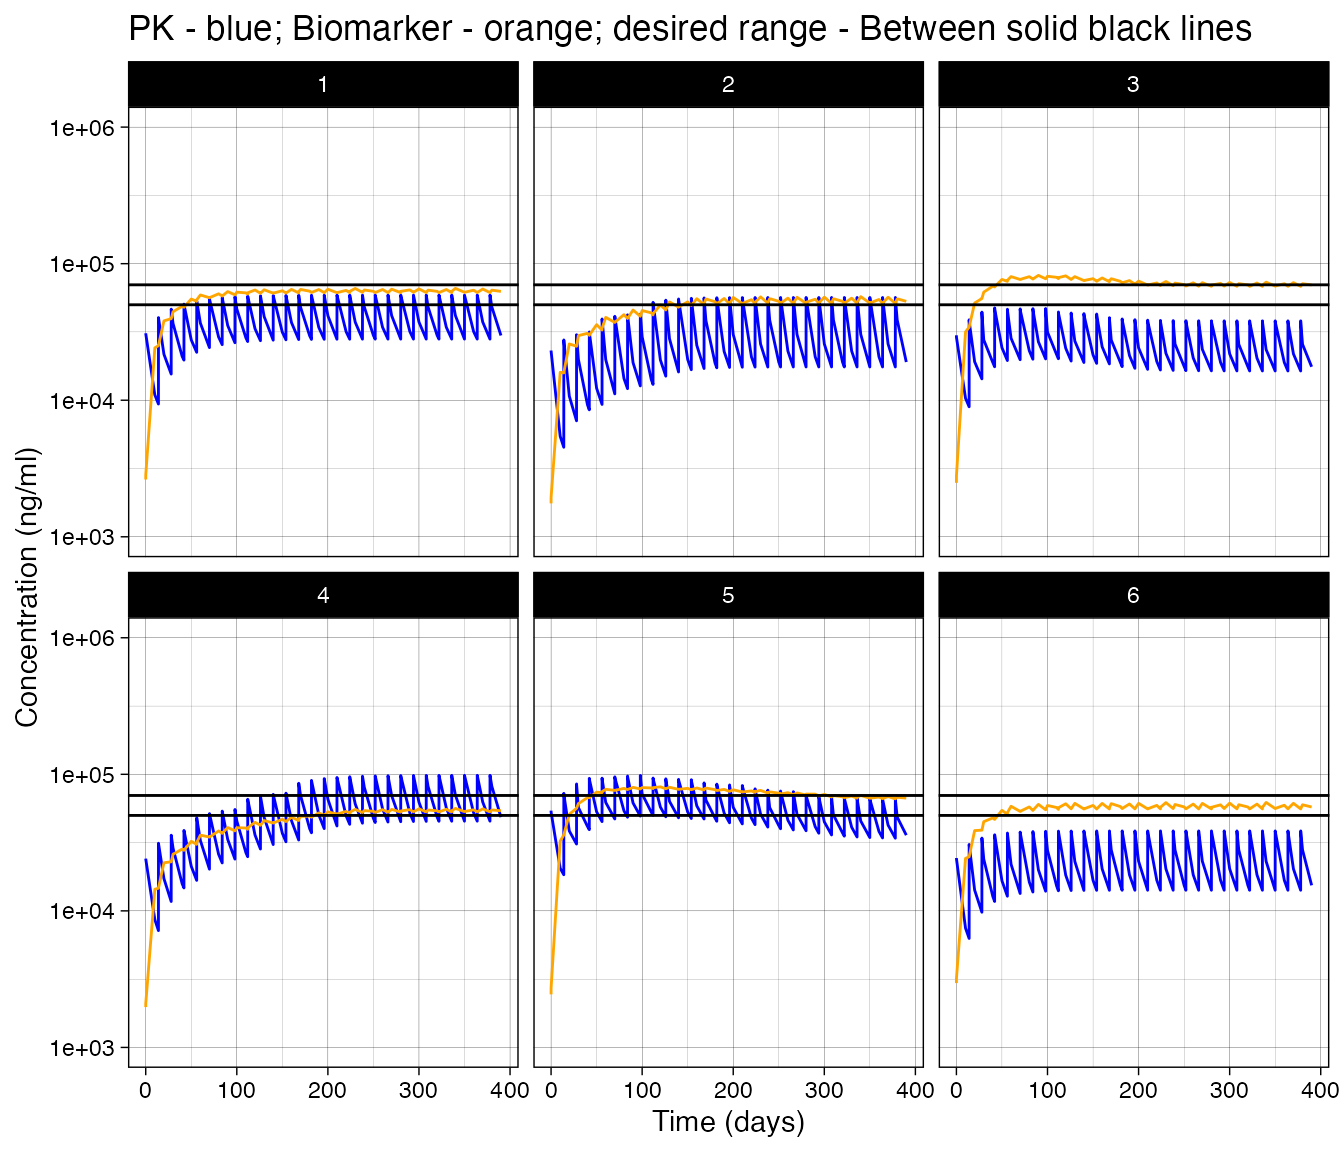 PK - blue; Biomarker - orange; desired range - Between solid black lines
1 2 3
1e+06
1e+05
1e+04
1e+03
4 5 6
1e+06
1e+05
1e+04
1e+03
0 100 200 300 400 0 100 200 300 400 0 100 200 300 400
Time (days)
Concentration (ng/ml)